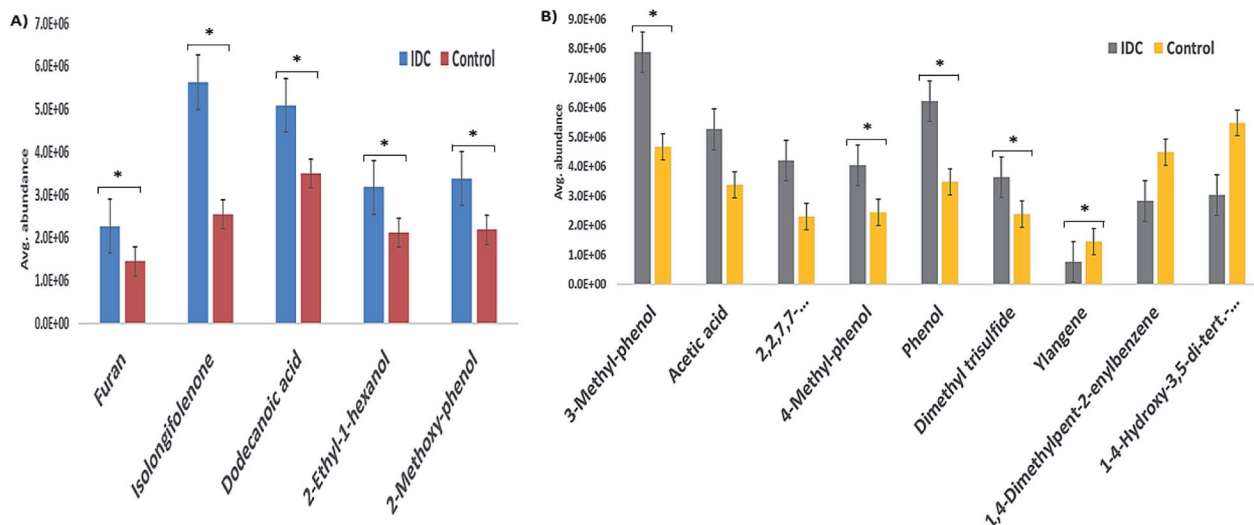 A)
Avg. abundance
7.0E+06
6.0E+06
5.0E+06
4.0E+06
3.0E+06
2.0E+06
1.0E+06
0.0E+00
IDC Control
*
*
*
*
*
Furan
Isolongifolenone
Dodecanoic acid
2-Ethyl-1-hexanol
2-Methoxy-phenol
B)
Avg. abundance
9.0E+06
8.0E+06
7.0E+06
6.0E+06
5.0E+06
4.0E+06
3.0E+06
2.0E+06
1.0E+06
0.0E+00
IDC Control
*
*
*
*
*
3-Methyl-phenol
Acetic acid
2,2,7,7-...
4-Methyl-phenol
Phenol
Dimethyl trisulfide
Ylangene
1,4-Dimethylpent-2-enylbenzene
1-4-Hydroxy-3,5-di-tert.-...